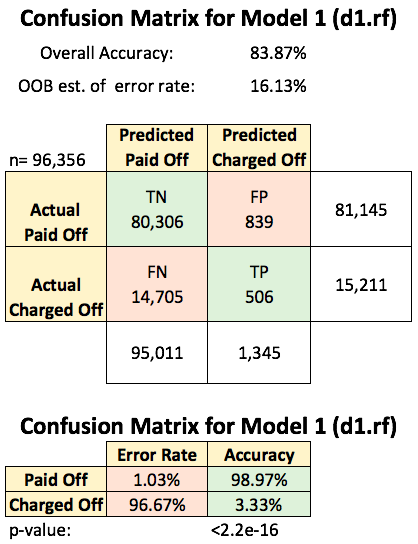 Confusion Matrix for Model 1 (d1.rf)
Overall Accuracy: 83.87%
OOB est. of error rate: 16.13%
n= 96,356 Predicted Paid Off Predicted Charged Off
Actual Paid Off TN 80,306 FP 839 81,145
Actual Charged Off FN 14,705 TP 506 15,211
95,011 1,345
Confusion Matrix for Model 1 (d1.rf)
Error Rate Accuracy
Paid Off 1.03% 98.97%
Charged Off 96.67% 3.33%
p-value: <2.2e-16